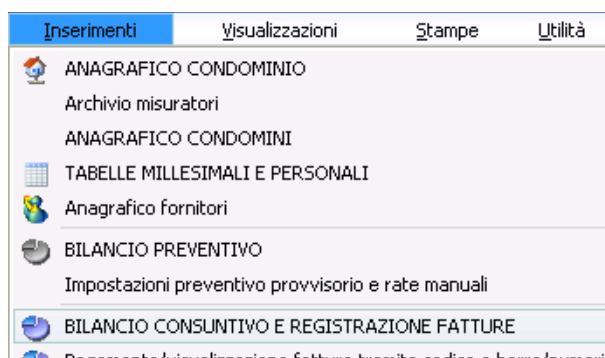 Inserimenti Visualizzazioni Stampe Utilità
ANAGRAFICO CONDOMINIO
Archivio misuratori
ANAGRAFICO CONDOMINI
TABELLE MILLESIMALI E PERSONALI
Anagrafico fornitori
BILANCIO PREVENTIVO
Impostazioni preventivo provvisorio e rate manuali
BILANCIO CONSUNTIVO E REGISTRAZIONE FATTURE